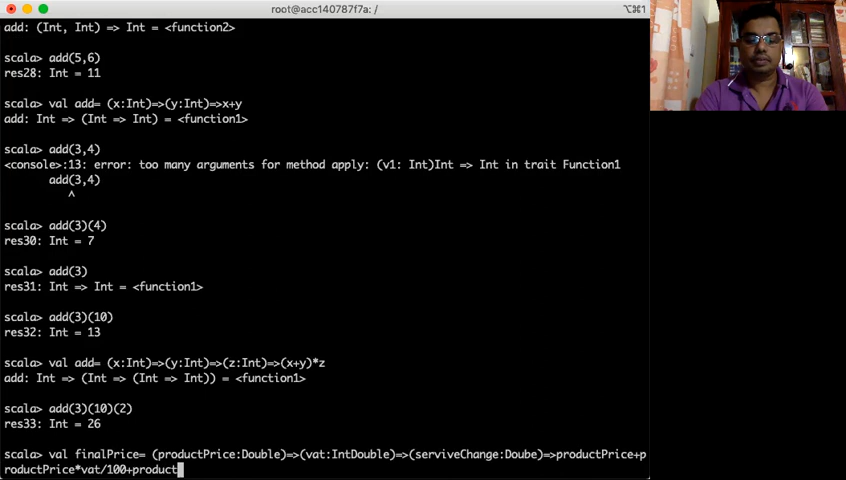 root@acc140787f7a: /
⌥⌘1
add: (Int, Int) => Int = <function2>
scala> add(5,6)
res28: Int = 11
scala> val add= (x:Int)=>(y:Int)=>x+y
add: Int => (Int => Int) = <function1>
scala> add(3,4)
<console>:13: error: too many arguments for method apply: (v1: Int)Int => Int in trait Function1
add(3,4)
^
scala> add(3)(4)
res30: Int = 7
scala> add(3)
res31: Int => Int = <function1>
scala> add(3)(10)
res32: Int = 13
scala> val add= (x:Int)=>(y:Int)=>(z:Int)=>(x+y)*z
add: Int => (Int => (Int => Int)) = <function1>
scala> add(3)(10)(2)
res33: Int = 26
scala> val finalPrice= (productPrice:Double)=>(vat:IntDouble)=>(serviveChange:Doube)=>productPrice+p
roductPrice*vat/100+product